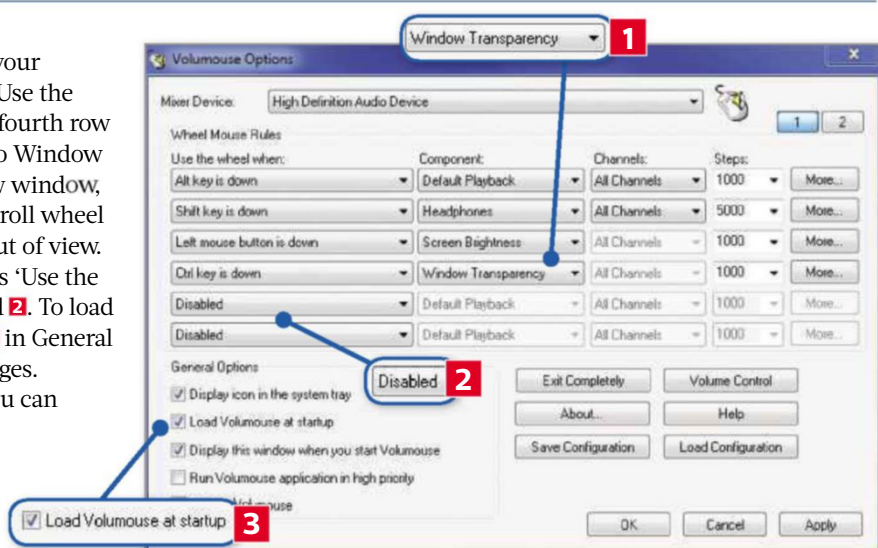 your
Use the
fourth row
o Window
w window,
roll wheel
ut of view.
s ‘Use the
d 2. To load
in General
ges.
u can
Window Transparency 1
Volumouse Options
Mixer Device: High Definition Audio Device
1 2
Wheel Mouse Rules
Use the wheel when: Component: Channels: Steps:
Alt key is down Default Playback All Channels 1000 More...
Shift key is down Headphones All Channels 5000 More...
Left mouse button is down Screen Brightness All Channels 1000 More...
Ctrl key is down Window Transparency All Channels 1000 More...
Disabled Default Playback All Channels 1000 More...
Disabled Default Playback All Channels 1000 More...
General Options
Disabled 2
Display icon in the system tray
Load Volumouse at startup
Display this window when you start Volumouse
Run Volumouse application in high priority
Exit Completely Volume Control
About... Help
Save Configuration Load Configuration
Load Volumouse at startup 3
OK Cancel Apply